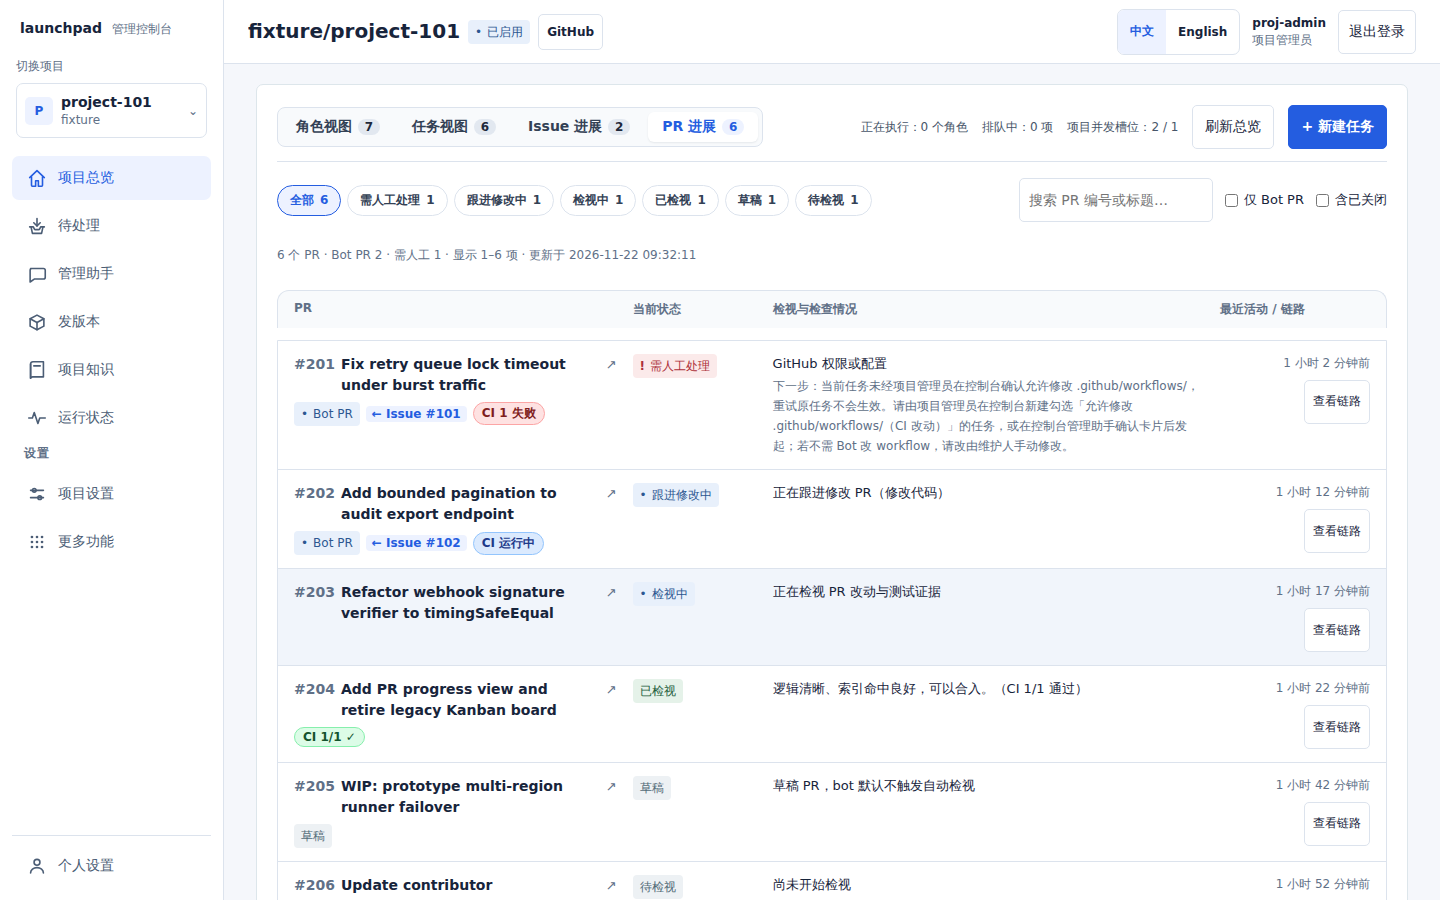 launchpad 管理控制台
切换项目
P project-101
fixture
项目总览
待处理
管理助手
发版本
项目知识
运行状态
设置
项目设置
更多功能
个人设置
fixture/project-101 • 已启用 GitHub
中文 English
proj-admin
项目管理员
退出登录
角色视图 7 任务视图 6 Issue 进展 2 PR 进展 6
正在执行：0 个角色 排队中：0 项 项目并发槽位：2 / 1
刷新总览
+ 新建任务
全部 6 需人工处理 1 跟进修改中 1 检视中 1 已检视 1 草稿 1 待检视 1
搜索 PR 编号或标题…
仅 Bot PR 含已关闭
6 个 PR · Bot PR 2 · 需人工 1 · 显示 1–6 项 · 更新于 2026-11-22 09:32:11
PR 当前状态 检视与检查情况 最近活动 / 链路
#201 Fix retry queue lock timeout
under burst traffic
↗
• Bot PR ← Issue #101 CI 1 失败
! 需人工处理
GitHub 权限或配置
下一步：当前任务未经项目管理员在控制台确认允许修改 .github/workflows/，
重试原任务不会生效。请由项目管理员在控制台新建勾选「允许修改
.github/workflows/（CI 改动）」的任务，或在控制台管理助手确认卡片后发
起；若不需 Bot 改 workflow，请改由维护人手动修改。
1 小时 2 分钟前
查看链路
#202 Add bounded pagination to
audit export endpoint
↗
• Bot PR ← Issue #102 CI 运行中
• 跟进修改中
正在跟进修改 PR（修改代码）
1 小时 12 分钟前
查看链路
#203 Refactor webhook signature
verifier to timingSafeEqual
↗
• 检视中
正在检视 PR 改动与测试证据
1 小时 17 分钟前
查看链路
#204 Add PR progress view and
retire legacy Kanban board
↗
CI 1/1 ✓
已检视
逻辑清晰、索引命中良好，可以合入。（CI 1/1 通过）
1 小时 22 分钟前
查看链路
#205 WIP: prototype multi-region
runner failover
↗
草稿
草稿
草稿 PR，bot 默认不触发自动检视
1 小时 42 分钟前
查看链路
#206 Update contributor
↗
待检视
尚未开始检视
1 小时 52 分钟前